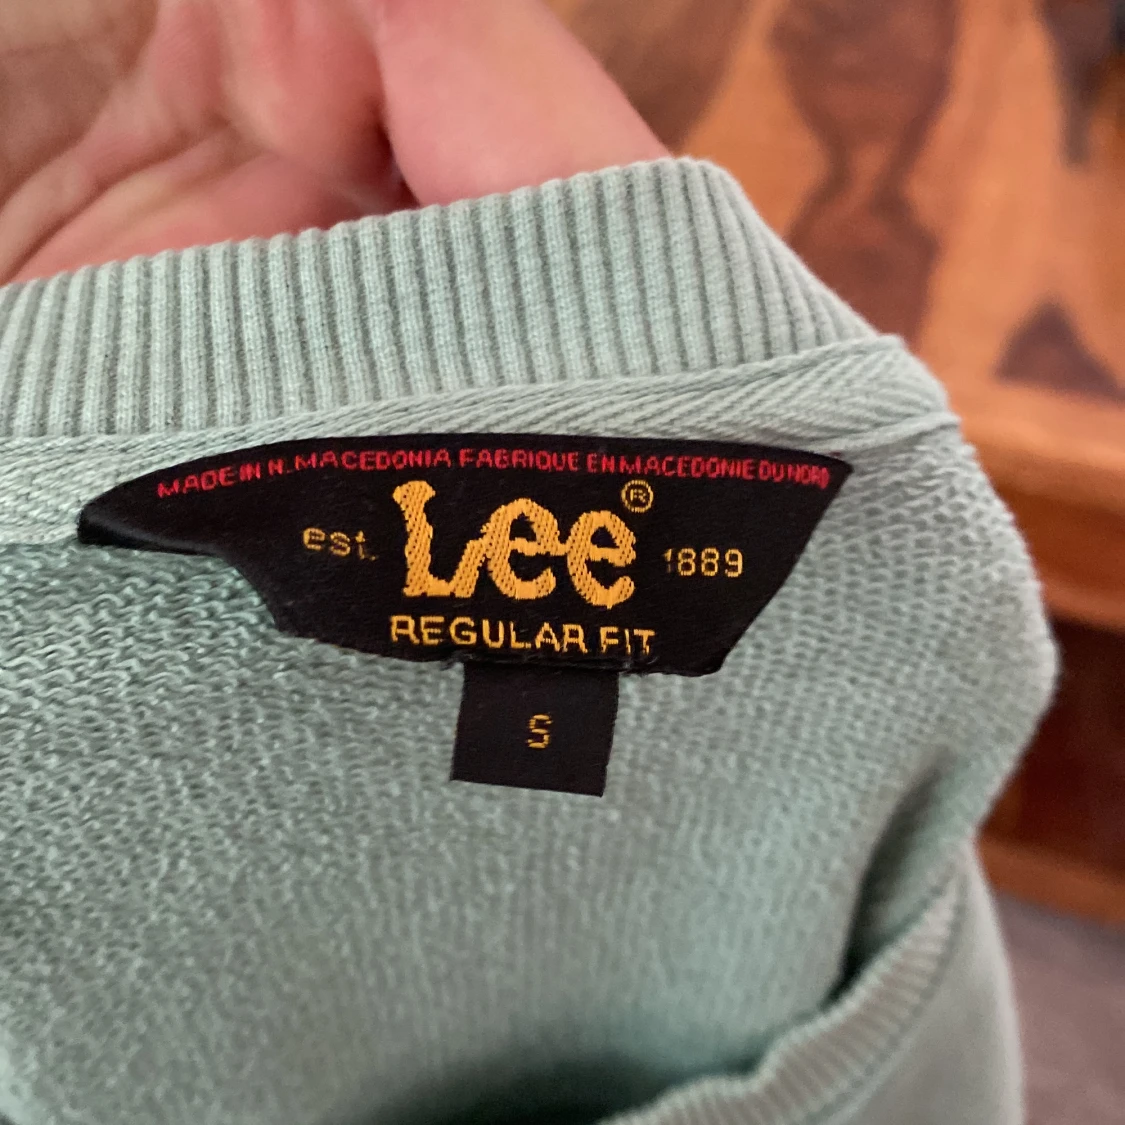 MADE IN N.MACEDONIA FABRIQUE EN MACEDONIE DU NORD
est. Lee® 1889
REGULAR FIT
S